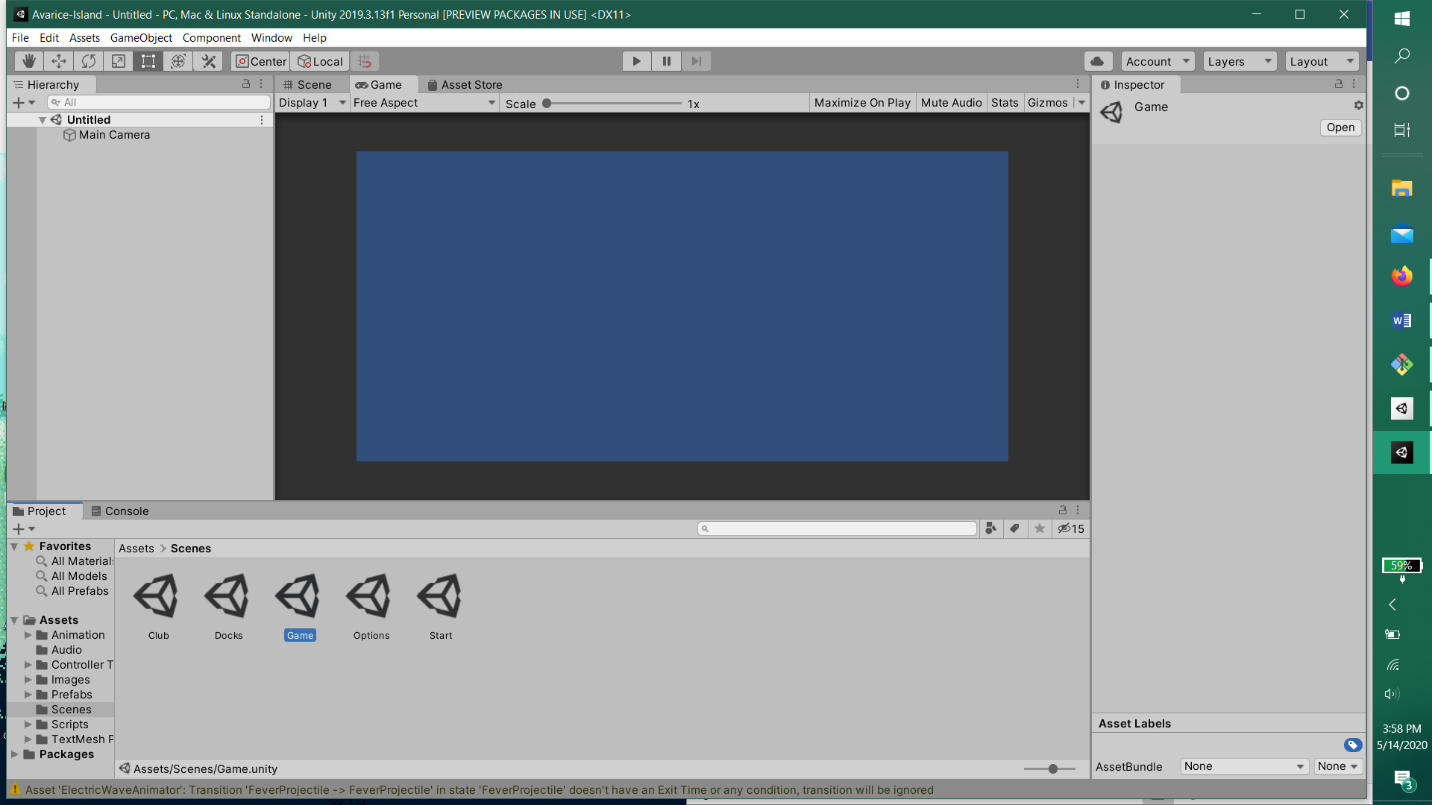 Avarice-Island - Untitled - PC, Mac & Linux Standalone - Unity 2019.3.13f1 Personal [PREVIEW PACKAGES IN USE] <DX11>
File Edit Assets GameObject Component Window Help
Center Local Account Layers Layout
Hierarchy Scene Game Asset Store Inspector
All Display 1 Free Aspect Scale 1x Maximize On Play Mute Audio Stats Gizmos
Game
Open
Untitled
Main Camera
Project Console
15
Favorites
All Material
All Models
All Prefabs
Assets
Animation
Audio
Controller T
Images
Prefabs
Scenes
Scripts
TextMesh P
Packages
Assets > Scenes
Club Docks Game Options Start
Assets/Scenes/Game.unity
Asset Labels
AssetBundle None None
Asset 'ElectricWaveAnimator': Transition 'FeverProjectile -> FeverProjectile' in state 'FeverProjectile' doesn't have an Exit Time or any condition, transition will be ignored
W
59%
3:58 PM
5/14/2020
3